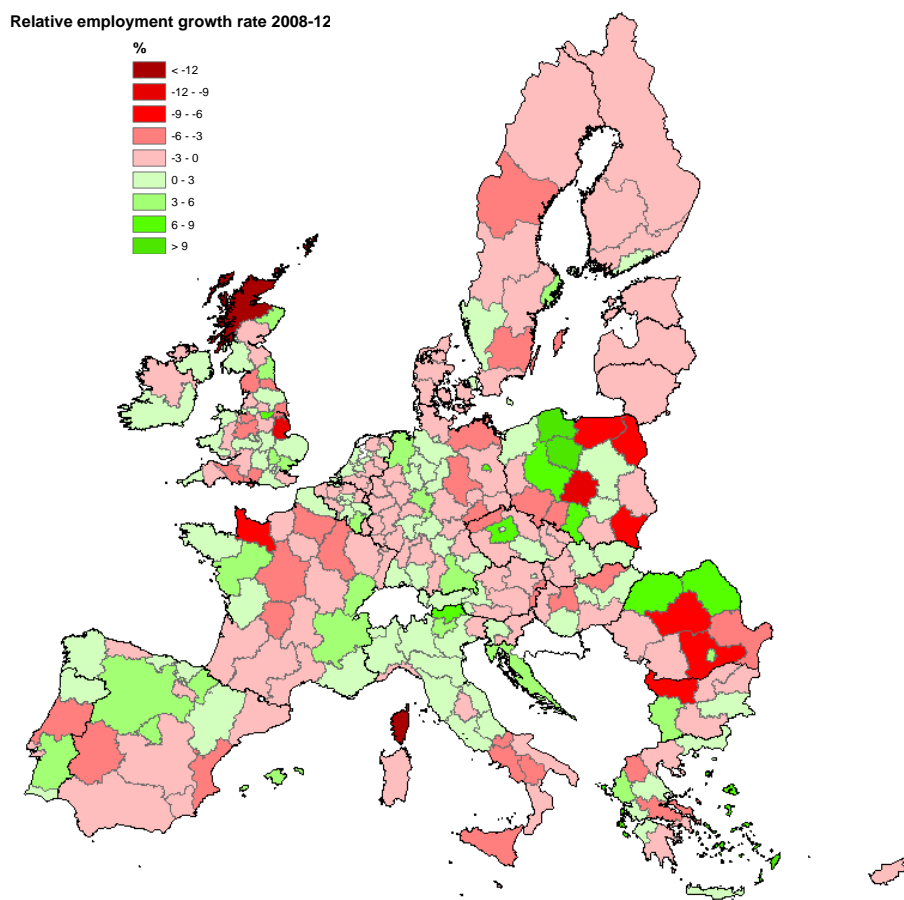 Relative employment growth rate 2008-12
%
< -12
-12 - -9
-9 - -6
-6 - -3
-3 - 0
0 - 3
3 - 6
6 - 9
> 9